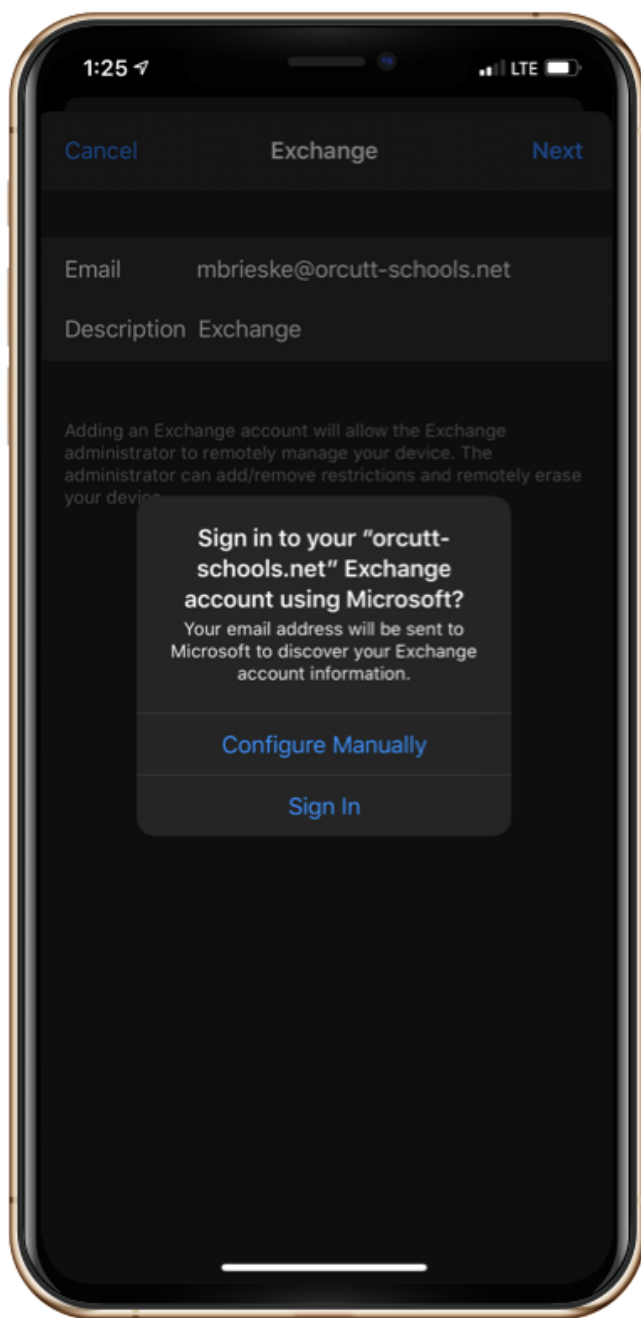 1:25 LTE
Cancel Exchange Next
Email mbrieske@orcutt-schools.net
Description Exchange
Adding an Exchange account will allow the Exchange
administrator to remotely manage your device. The
administrator can add/remove restrictions and remotely erase
your device.
Sign in to your "orcutt-
schools.net" Exchange
account using Microsoft?
Your email address will be sent to
Microsoft to discover your Exchange
account information.
Configure Manually
Sign In